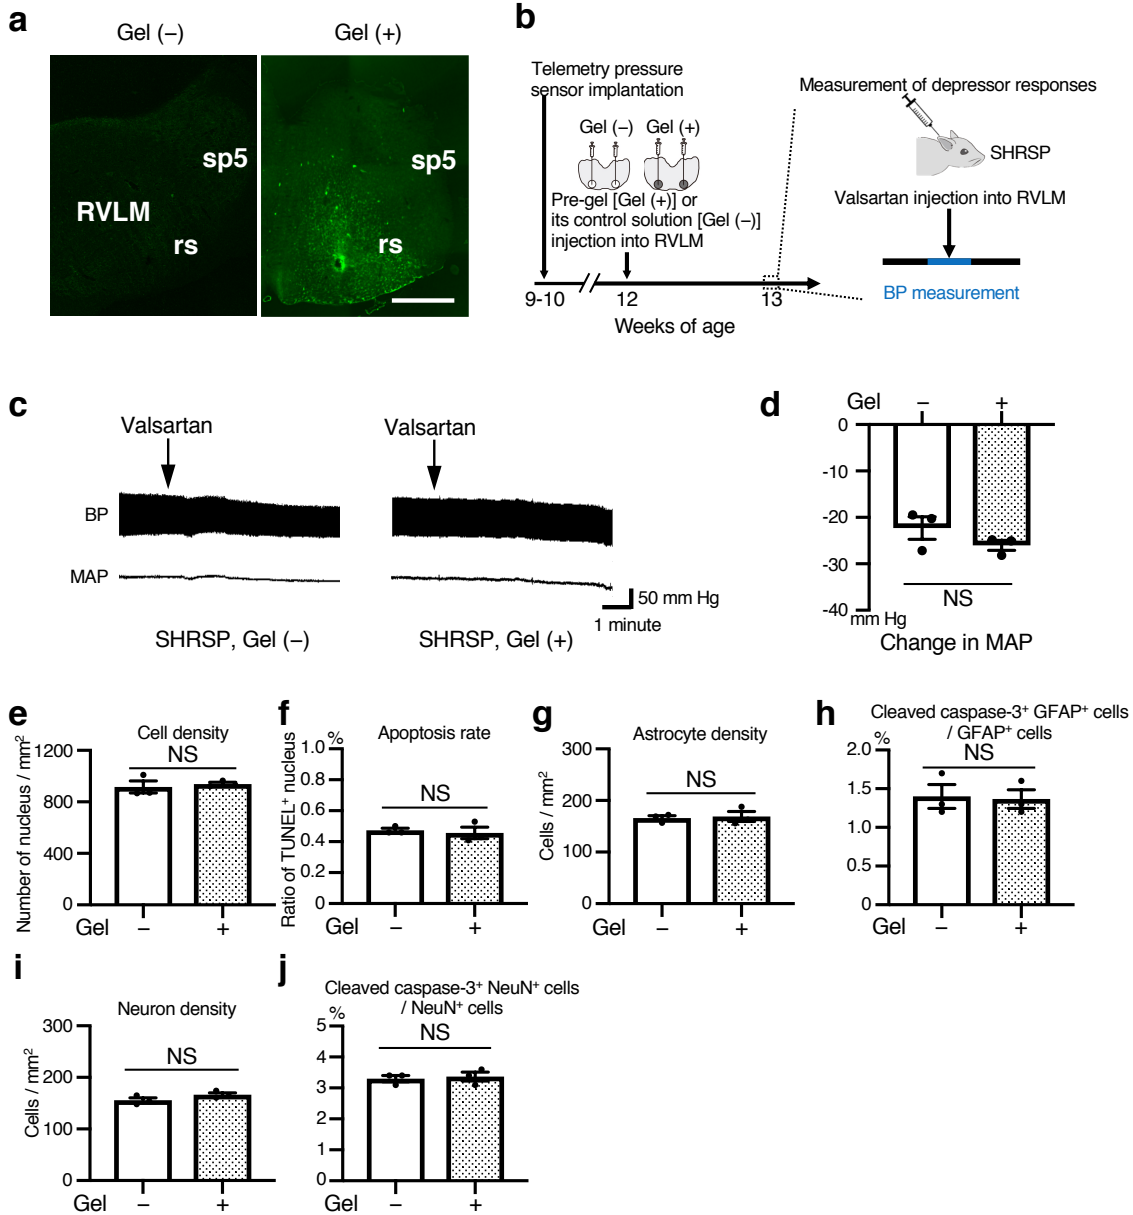 a
Gel (–)
Gel (+)
sp5
RVLM
rs
sp5
rs
b
Telemetry pressure
sensor implantation
Gel (–)
Gel (+)
Pre-gel [Gel (+)] or
its control solution [Gel (–)]
injection into RVLM
9-10
12
13
Weeks of age
Measurement of depressor responses
SHRSP
Valsartan injection into RVLM
BP measurement
c
Valsartan
Valsartan
BP
MAP
50 mm Hg
1 minute
SHRSP, Gel (–)
SHRSP, Gel (+)
d
Gel
–
+
0
-10
-20
-30
-40
mm Hg
NS
Change in MAP
e
Cell density
NS
Number of nucleus / mm²
1200
800
400
0
Gel
–
+
f
%
Apoptosis rate
NS
Ratio of TUNEL⁺ nucleus
1.0
0.8
0.6
0.4
0.2
0
Gel
–
+
g
Astrocyte density
NS
Cells / mm²
300
200
100
0
Gel
–
+
h
Cleaved caspase-3⁺ GFAP⁺ cells
/ GFAP⁺ cells
%
NS
2.0
1.5
1.0
0.5
0
Gel
–
+
i
Neuron density
NS
Cells / mm²
300
200
100
0
Gel
–
+
j
Cleaved caspase-3⁺ NeuN⁺ cells
/ NeuN⁺ cells
%
NS
5
4
3
2
1
0
Gel
–
+